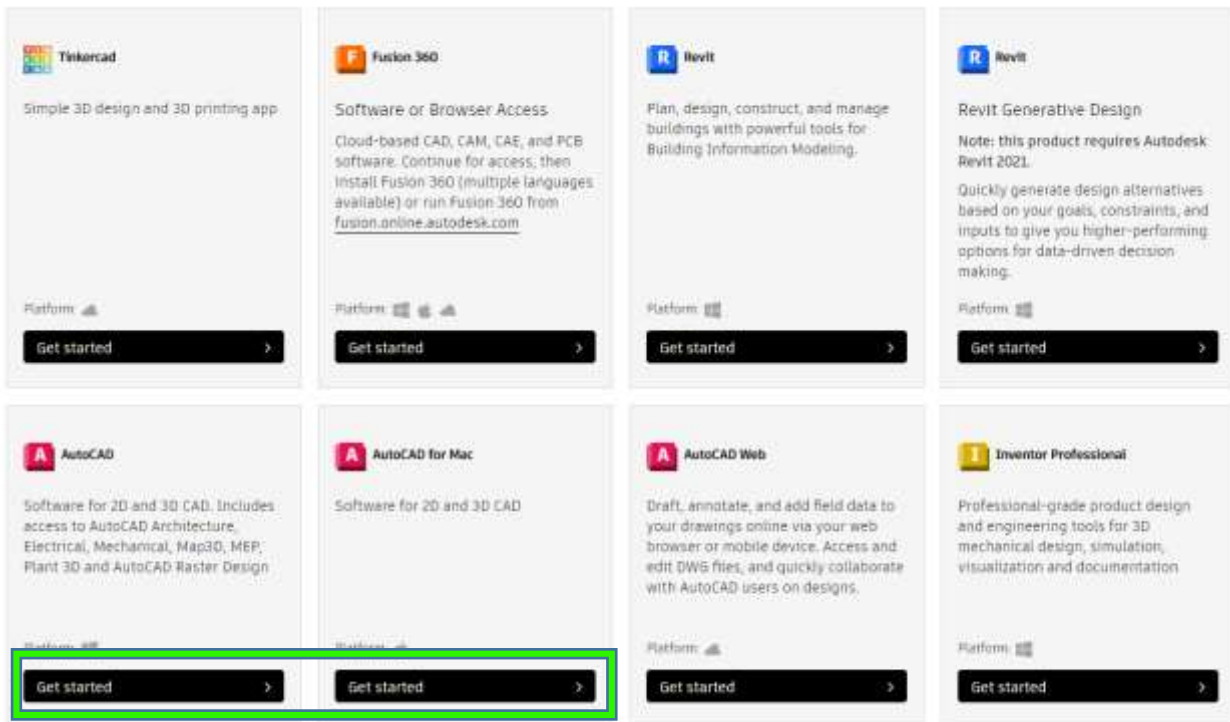 Tinkercad
Simple 3D design and 3D printing app
Platform:
Get started
Fusion 360
Software or Browser Access
Cloud-based CAD, CAM, CAE, and PCB
software. Continue for access, then
install Fusion 360 (multiple languages
available) or run Fusion 360 from
fusion.online.autodesk.com
Platform:
Get started
Revit
Plan, design, construct, and manage
buildings with powerful tools for
Building Information Modeling.
Platform:
Get started
Revit
Revit Generative Design
Note: this product requires Autodesk
Revit 2021.
Quickly generate design alternatives
based on your goals, constraints, and
inputs to give you higher-performing
options for data-driven decision
making.
Platform:
Get started
AutoCAD
Software for 2D and 3D CAD. Includes
access to AutoCAD Architecture,
Electrical, Mechanical, Map3D, MEP,
Plant 3D and AutoCAD Raster Design
Platform:
Get started
AutoCAD for Mac
Software for 2D and 3D CAD
Platform:
Get started
AutoCAD Web
Draft, annotate, and add field data to
your drawings online via your web
browser or mobile device. Access and
edit DWG files, and quickly collaborate
with AutoCAD users on designs.
Platform:
Get started
Inventor Professional
Professional-grade product design
and engineering tools for 3D
mechanical design, simulation,
visualization and documentation
Platform:
Get started